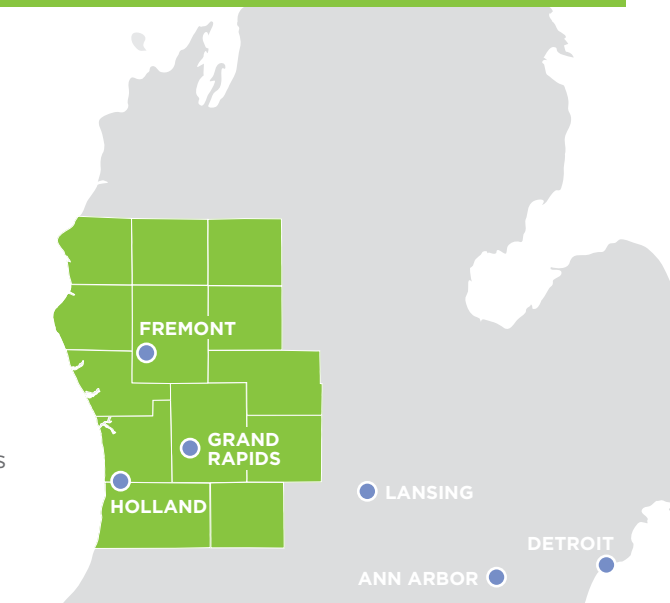 FREMONT
GRAND
RAPIDS
S
LANSING
HOLLAND
DETROIT
ANN ARBOR